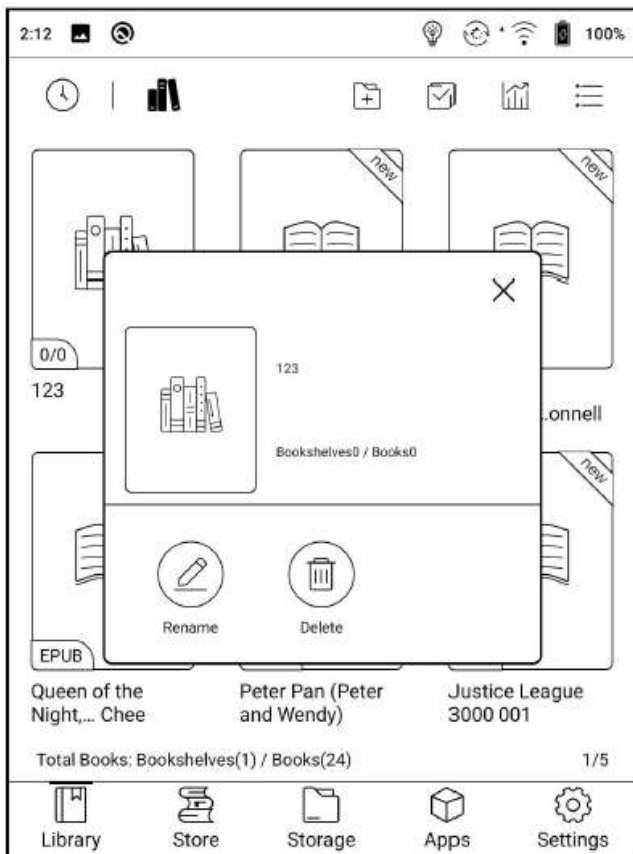 2:12
100%
new
new
0/0
123
.onnell
123
Bookshelves0 / Books0
new
Rename
Delete
EPUB
Queen of the
Night,... Chee
Peter Pan (Peter
and Wendy)
Justice League
3000 001
Total Books: Bookshelves(1) / Books(24)
1/5
Library
Store
Storage
Apps
Settings